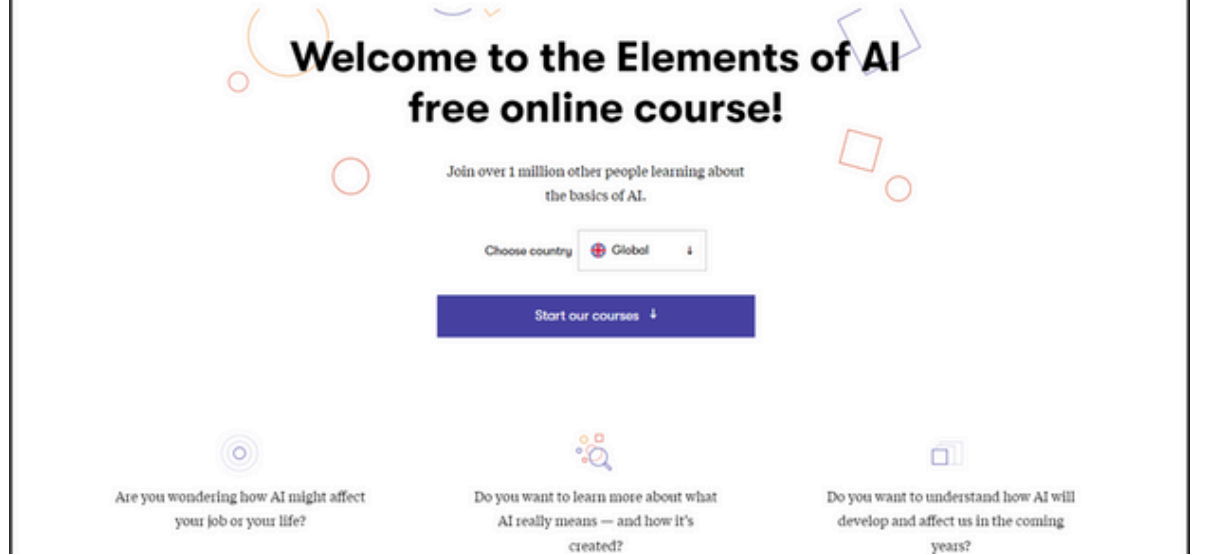 Welcome to the Elements of AI
free online course!
Join over 1 million other people learning about
the basics of AI.
Choose country Global
Start our courses ↓
Are you wondering how AI might affect
your job or your life?
Do you want to learn more about what
AI really means — and how it's
created?
Do you want to understand how AI will
develop and affect us in the coming
years?